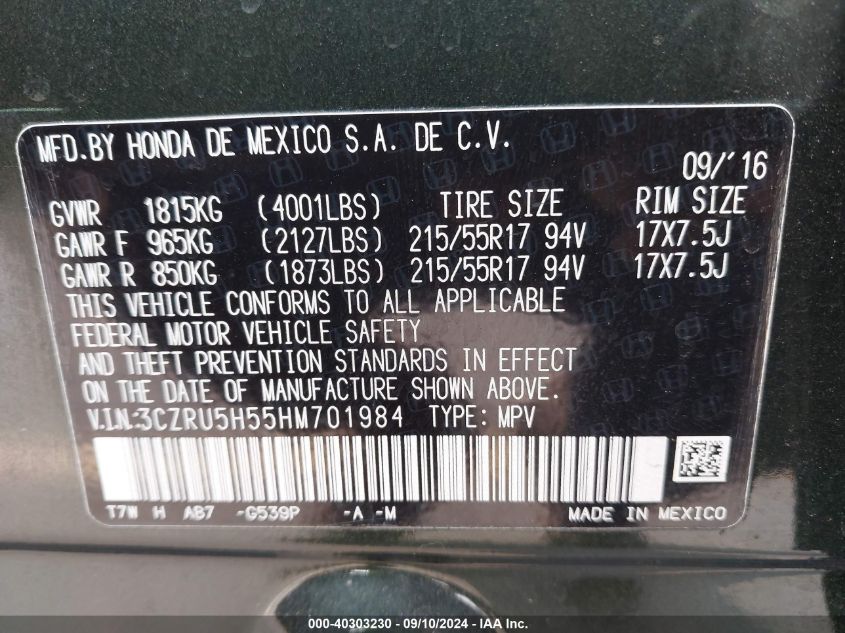 MFD.BY HONDA DE MEXICO S.A. DE C.V.
09/'16
GVWR 1815KG (4001LBS) TIRE SIZE RIM SIZE
GAWR F 965KG (2127LBS) 215/55R17 94V 17X7.5J
GAWR R 850KG (1873LBS) 215/55R17 94V 17X7.5J
THIS VEHICLE CONFORMS TO ALL APPLICABLE
FEDERAL MOTOR VEHICLE SAFETY
AND THEFT PREVENTION STANDARDS IN EFFECT
ON THE DATE OF MANUFACTURE SHOWN ABOVE.
V.I.N:3CZRU5H55HM701984 TYPE: MPV
T7W H AB7 -G539P -A -M MADE IN MEXICO
000-40303230 - 09/10/2024 - IAA Inc.